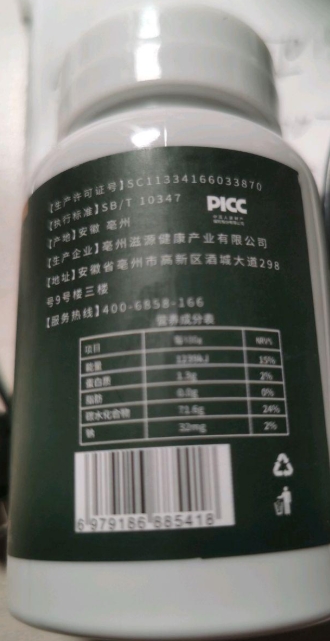 【生产许可证号】SC11334166033870
【执行标准】SB/T 10347
PICC
【产地】安徽 亳州
【生产企业】亳州滋源健康产业有限公司
【地址】安徽省亳州市高新区酒城大道298
号9号楼三楼
【服务热线】400-6858-166
营养成分表
项目 每100g NRV%
能量 15%
蛋白质 1.3g 2%
脂肪 0.0g 0%
碳水化合物 71.6g 24%
钠 32mg 2%
6 979186 885418